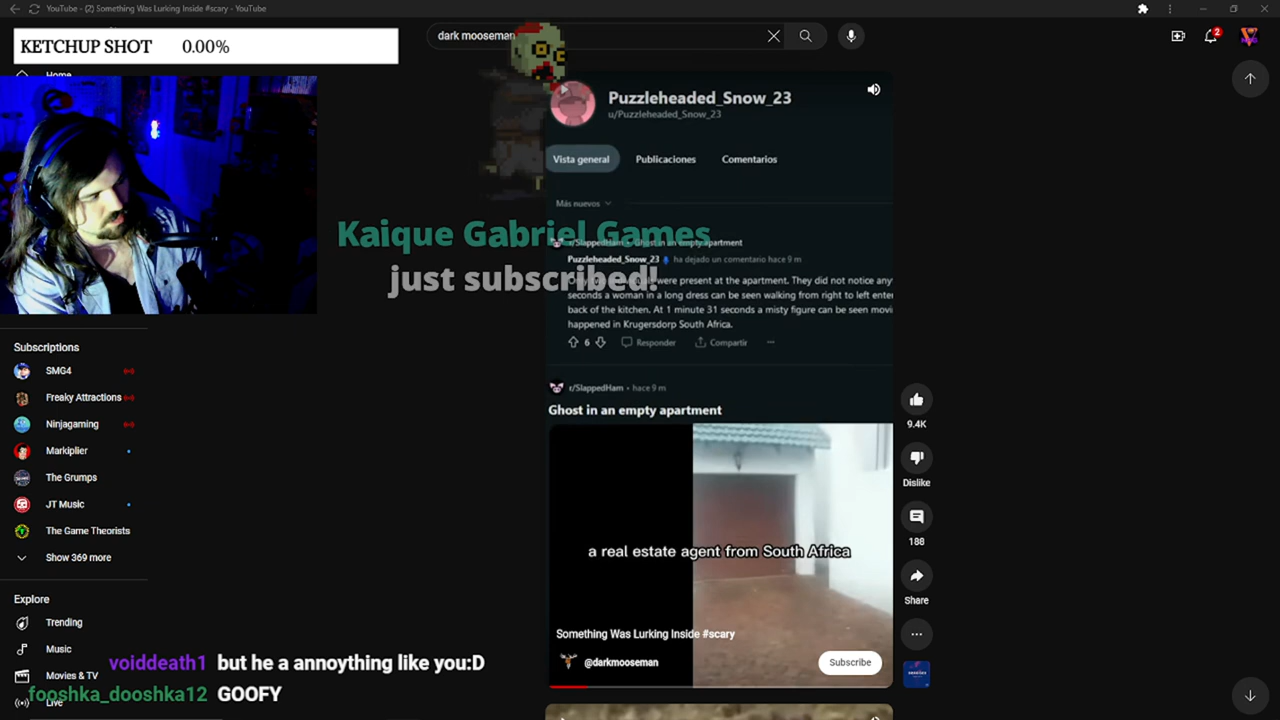 YouTube - (2) Something Was Lurking Inside #scary - YouTube
KETCHUP SHOT 0.00%
dark mooseman
2
Home
Puzzleheaded_Snow_23
u/Puzzleheaded_Snow_23
Vista general Publicaciones Comentarios
Más nuevos
Kaique Gabriel Games
just subscribed!
r/SlappedHam • Ghost in an empty apartment
Puzzleheaded_Snow_23 ha dejado un comentario hace 9 m
were present at the apartment. They did not notice any
seconds a woman in a long dress can be seen walking from right to left enter
back of the kitchen. At 1 minute 31 seconds a misty figure can be seen movi
happened in Krugersdorp South Africa.
6 Responder Compartir
r/SlappedHam • hace 9 m
Ghost in an empty apartment
a real estate agent from South Africa
Something Was Lurking Inside #scary
@darkmooseman
Subscribe
9.4K
Dislike
188
Share
Subscriptions
SMG4
Freaky Attractions
Ninjagaming
Markiplier
The Grumps
JT Music
The Game Theorists
Show 369 more
Explore
Trending
Music
Movies & TV
Live
voiddeath1 but he a annoything like you:D
fooshka_dooshka12 GOOFY